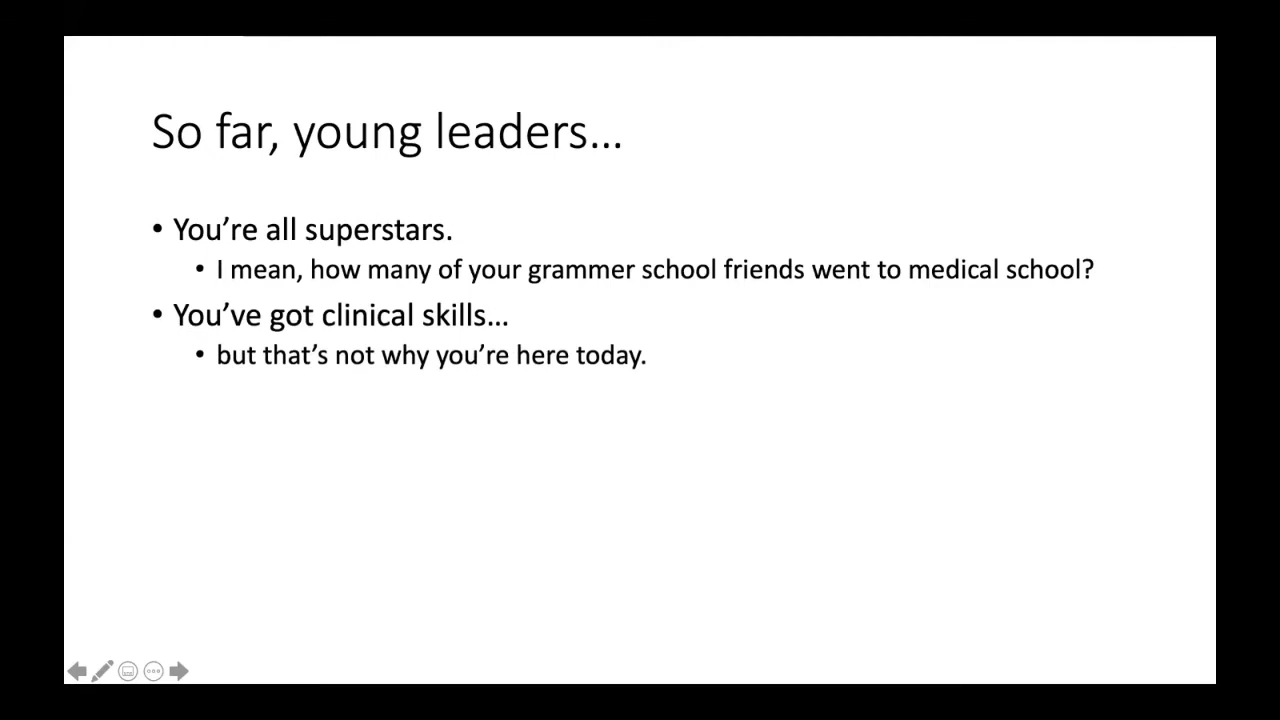 So far, young leaders...
• You’re all superstars.
• I mean, how many of your grammer school friends went to medical school?
• You’ve got clinical skills...
• but that’s not why you’re here today.